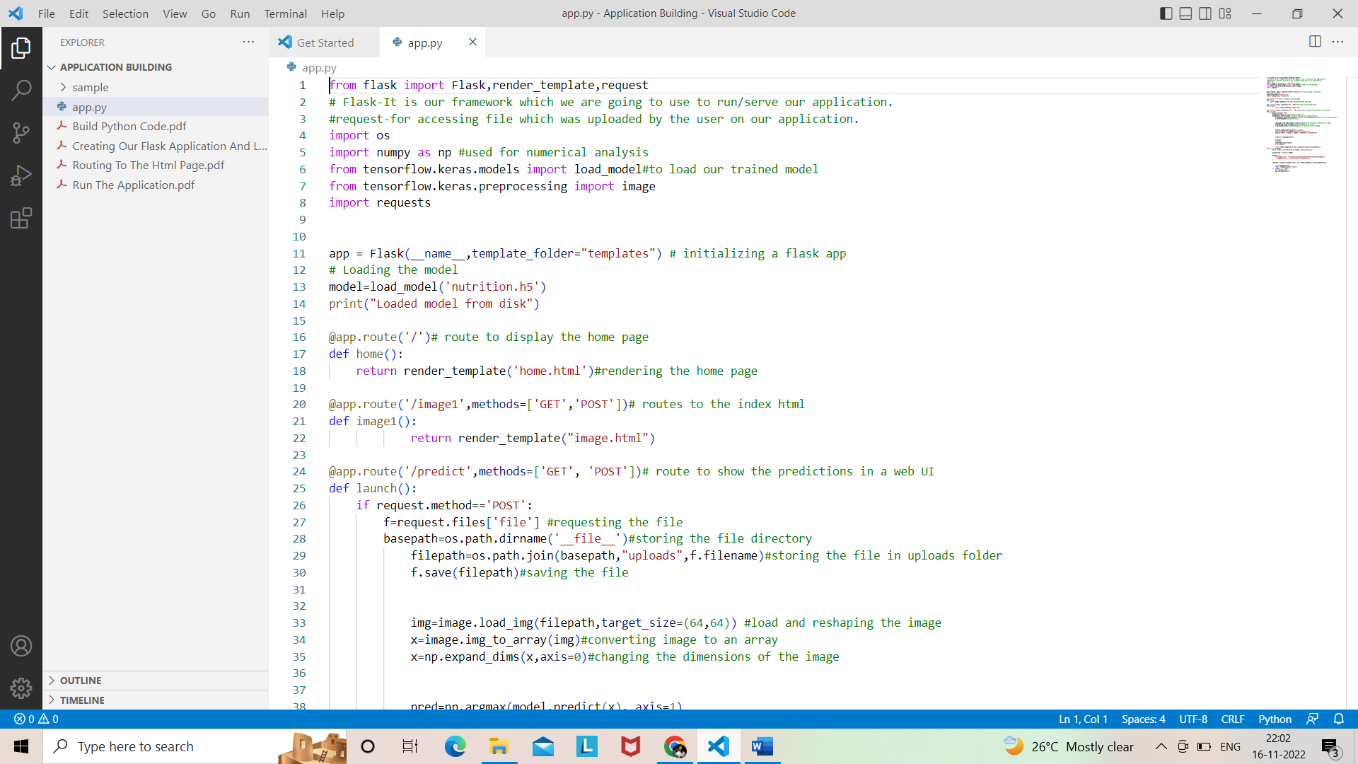 File Edit Selection View Go Run Terminal Help
app.py - Application Building - Visual Studio Code
EXPLORER
APPLICATION BUILDING
sample
app.py
Build Python Code.pdf
Creating Our Flask Application And L...
Routing To The Html Page.pdf
Run The Application.pdf
OUTLINE
TIMELINE
Get Started
app.py
app.py
1 from flask import Flask,render_template,request
2 # Flask-It is our framework which we are going to use to run/serve our application.
3 #request-for accessing file which was uploaded by the user on our application.
4 import os
5 import numpy as np #used for numerical analysis
6 from tensorflow.keras.models import load_model#to load our trained model
7 from tensorflow.keras.preprocessing import image
8 import requests
9
10
11 app = Flask(__name__,template_folder="templates") # initializing a flask app
12 # Loading the model
13 model=load_model('nutrition.h5')
14 print("Loaded model from disk")
15
16 @app.route('/')# route to display the home page
17 def home():
18 return render_template('home.html')#rendering the home page
19
20 @app.route('/image1',methods=['GET','POST'])# routes to the index html
21 def image1():
22 return render_template("image.html")
23
24 @app.route('/predict',methods=['GET', 'POST'])# route to show the predictions in a web UI
25 def launch():
26 if request.method=='POST':
27 f=request.files['file'] #requesting the file
28 basepath=os.path.dirname('__file__')#storing the file directory
29 filepath=os.path.join(basepath,"uploads",f.filename)#storing the file in uploads folder
30 f.save(filepath)#saving the file
31
32
33 img=image.load_img(filepath,target_size=(64,64)) #load and reshaping the image
34 x=image.img_to_array(img)#converting image to an array
35 x=np.expand_dims(x,axis=0)#changing the dimensions of the image
36
37
38 pred=np.argmax(model.predict(x), axis=1)
0 0
Ln 1, Col 1 Spaces: 4 UTF-8 CRLF Python
Type here to search
26°C Mostly clear
ENG
22:02
16-11-2022
3